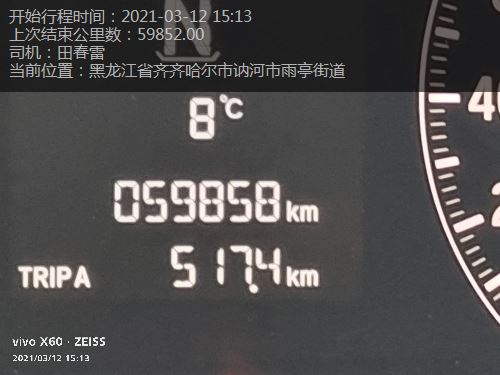 开始行程时间：2021-03-12 15:13
上次结束公里数：59852.00
司机：田春雷
当前位置：黑龙江省齐齐哈尔市讷河市雨亭街道
N
8℃
059858km
TRIP A 517.4km
vivo X60 · ZEISS
2021/03/12 15:13